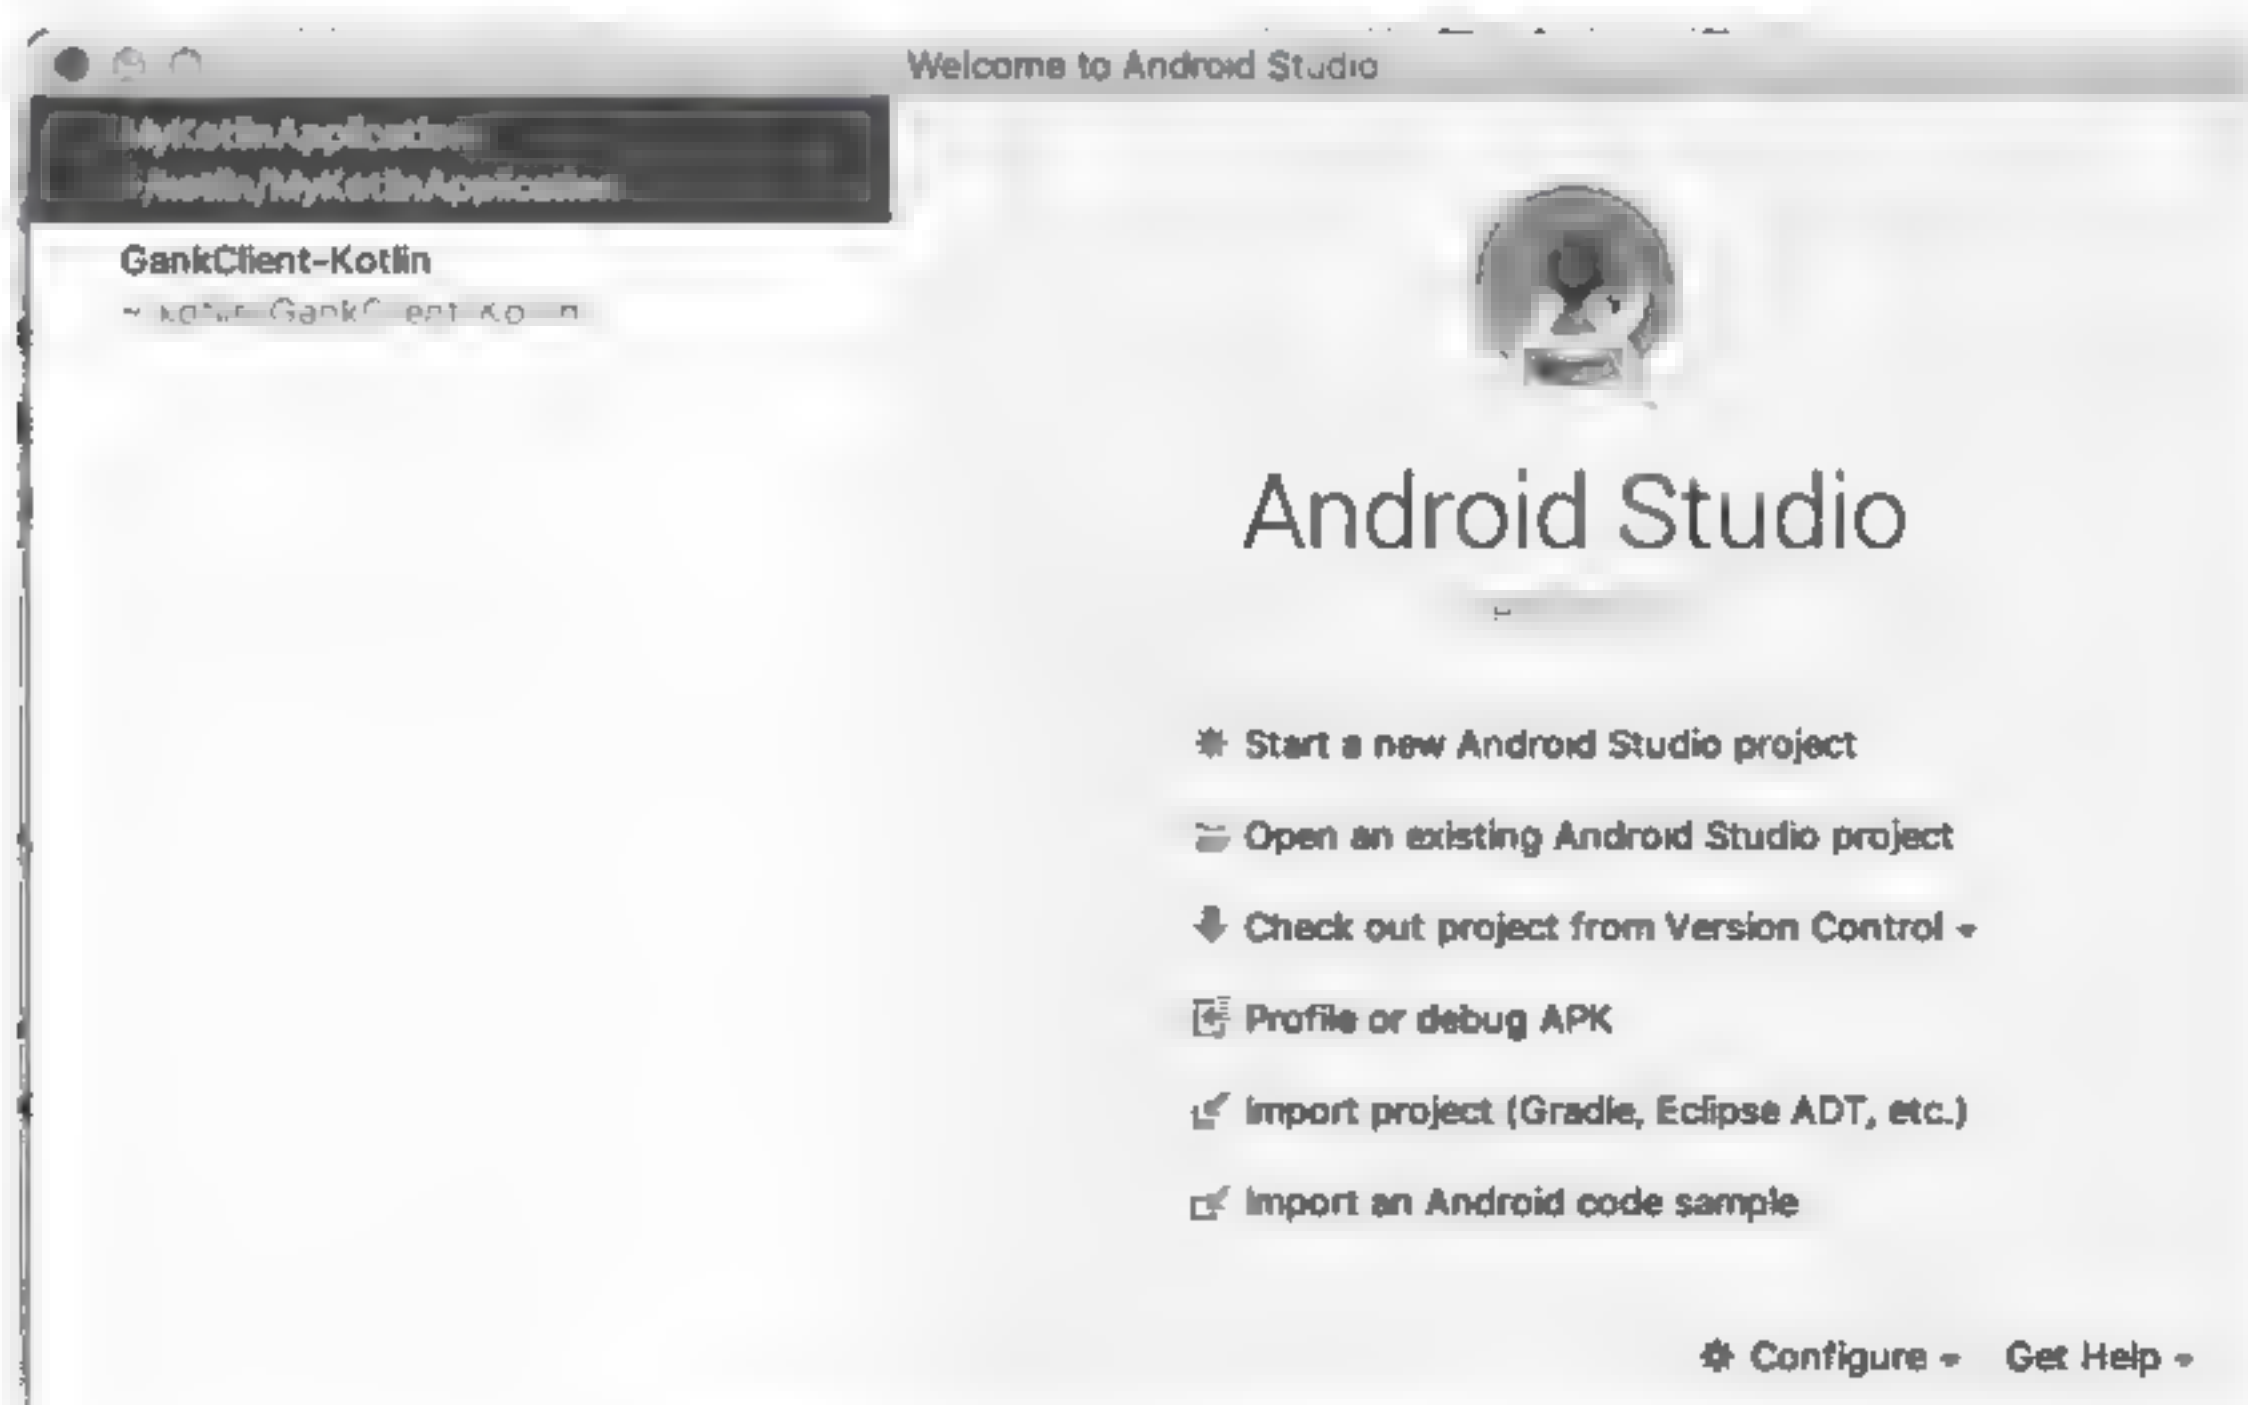 Welcome to Android Studio
MyKotlinApplication
GankClient-Kotlin
Android Studio
Start a new Android Studio project
Open an existing Android Studio project
Check out project from Version Control
Profile or debug APK
Import project (Gradle, Eclipse ADT, etc.)
Import an Android code sample
Configure
Get Help